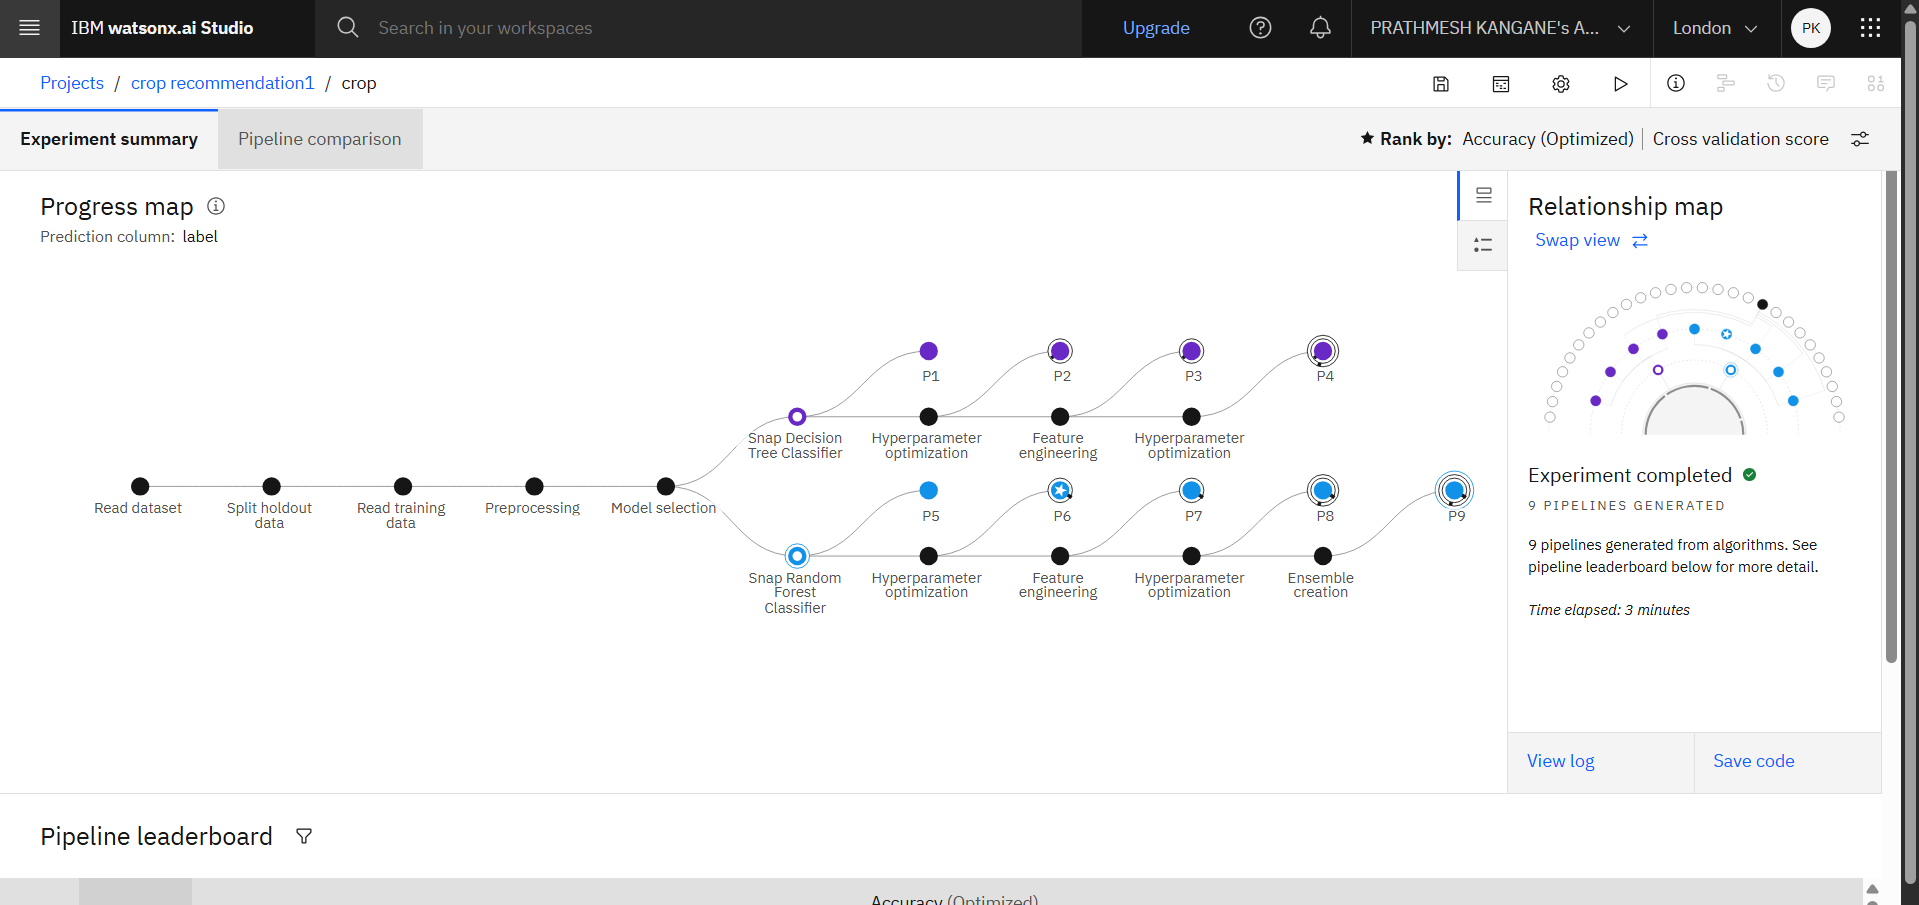 IBM watsonx.ai Studio
Search in your workspaces
Upgrade
PRATHMESH KANGANE's A...
London
PK
Projects / crop recommendation1 / crop
Experiment summary
Pipeline comparison
Rank by: Accuracy (Optimized) | Cross validation score
Progress map
Prediction column: label
Relationship map
Swap view
P1
P2
P3
P4
Snap Decision
Tree Classifier
Hyperparameter
optimization
Feature
engineering
Hyperparameter
optimization
Read dataset
Split holdout
data
Read training
data
Preprocessing
Model selection
P5
P6
P7
P8
P9
Snap Random
Forest
Classifier
Hyperparameter
optimization
Feature
engineering
Hyperparameter
optimization
Ensemble
creation
Experiment completed
9 PIPELINES GENERATED
9 pipelines generated from algorithms. See
pipeline leaderboard below for more detail.
Time elapsed: 3 minutes
View log
Save code
Pipeline leaderboard
Accuracy (Optimized)